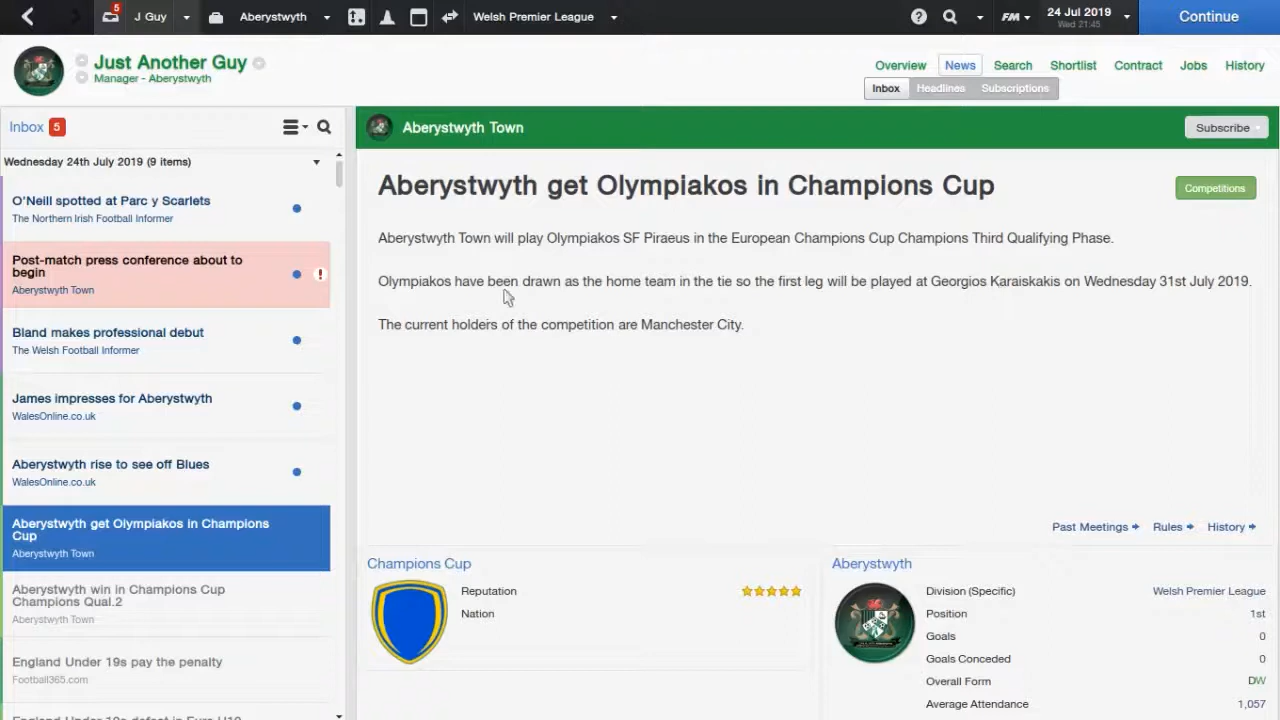 5
J Guy
Aberystwyth
Welsh Premier League
?
FM
24 Jul 2019
Wed 21:45
Continue
Just Another Guy
Manager - Aberystwyth
Overview
News
Search
Shortlist
Contract
Jobs
History
Inbox
Headlines
Subscriptions
Inbox 5
Wednesday 24th July 2019 (9 items)
O'Neill spotted at Parc y Scarlets
The Northern Irish Football Informer
Post-match press conference about to
begin
!
Aberystwyth Town
Bland makes professional debut
The Welsh Football Informer
James impresses for Aberystwyth
WalesOnline.co.uk
Aberystwyth rise to see off Blues
WalesOnline.co.uk
Aberystwyth get Olympiakos in Champions
Cup
Aberystwyth Town
Aberystwyth win in Champions Cup
Champions Qual.2
Aberystwyth Town
England Under 19s pay the penalty
Football365.com
Aberystwyth Town
Subscribe
Aberystwyth get Olympiakos in Champions Cup
Competitions
Aberystwyth Town will play Olympiakos SF Piraeus in the European Champions Cup Champions Third Qualifying Phase.
Olympiakos have been drawn as the home team in the tie so the first leg will be played at Georgios Karaiskakis on Wednesday 31st July 2019.
The current holders of the competition are Manchester City.
Past Meetings
Rules
History
Champions Cup
Reputation
Nation
Aberystwyth
Division (Specific) Welsh Premier League
Position 1st
Goals 0
Goals Conceded 0
Overall Form DW
Average Attendance 1,057